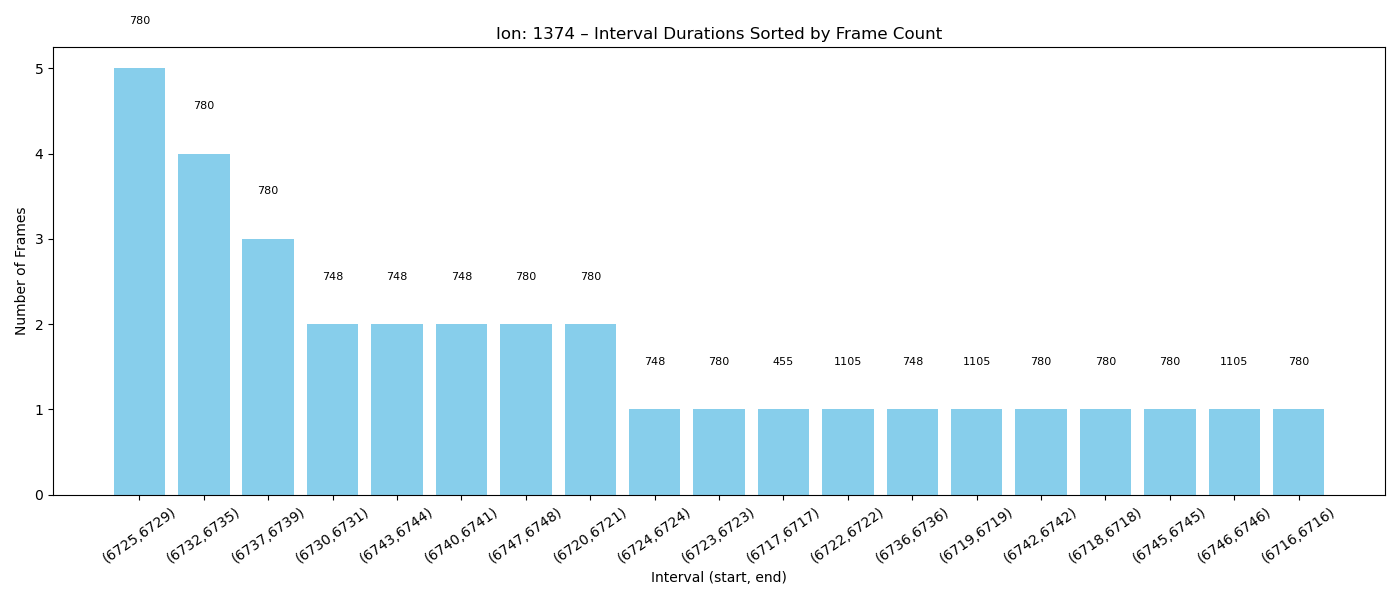 780
Ion: 1374 – Interval Durations Sorted by Frame Count
5
780
4
780
3
748 748 748 780 780
2
748 780 455 1105 748 1105 780 780 780 1105 780
1
0
Number of Frames
(6725,6729) (6732,6735) (6737,6739) (6730,6731) (6743,6744) (6740,6741) (6747,6748) (6720,6721) (6724,6724) (6723,6723) (6717,6717) (6722,6722) (6736,6736) (6719,6719) (6742,6742) (6718,6718) (6745,6745) (6746,6746) (6716,6716)
Interval (start, end)